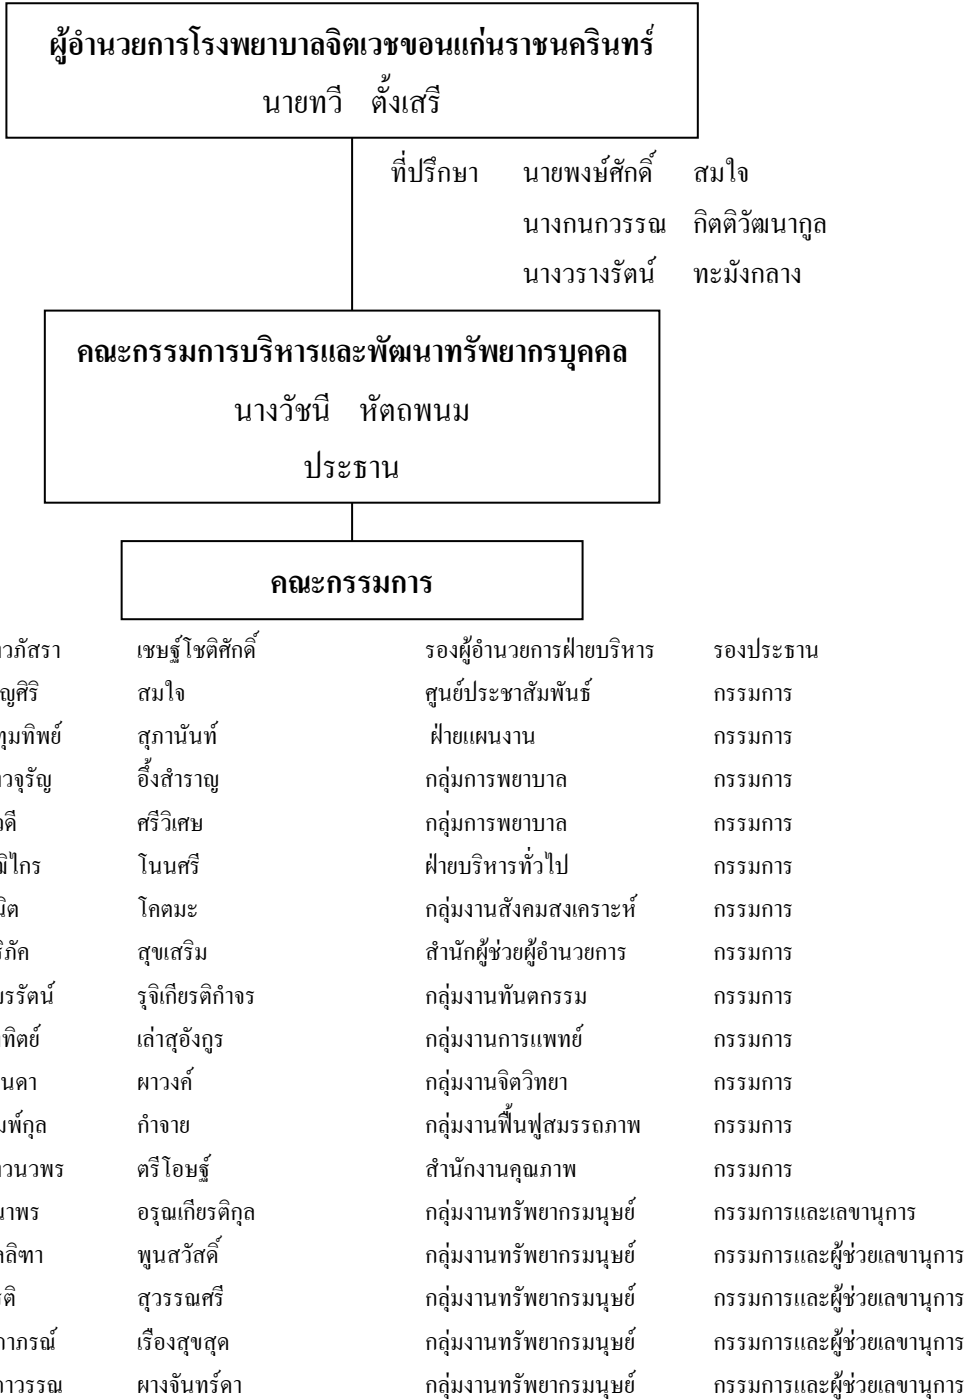 ผู้อำนวยการโรงพยาบาลจิตเวชขอนแก่นราชนครินทร์
นายทวี ตั้งเสรี
ที่ปรึกษา นายพงษ์ศักดิ์ สมใจ
นางกนกวรรณ กิตติวัฒนากูล
นางวรางรัตน์ ทะมังกลาง
คณะกรรมการบริหารและพัฒนาทรัพยากรบุคคล
นางวัชนี หัตถพนม
ประธาน
คณะกรรมการ
เชษฐ์โชติศักดิ์ รองผู้อำนวยการฝ่ายบริหาร รองประธาน
สมใจ ศูนย์ประชาสัมพันธ์ กรรมการ
สุภานันท์ ฝ่ายแผนงาน กรรมการ
อึ้งสำราญ กลุ่มการพยาบาล กรรมการ
ศรีวิเศษ กลุ่มการพยาบาล กรรมการ
โนนศรี ฝ่ายบริหารทั่วไป กรรมการ
โคตมะ กลุ่มงานสังคมสงเคราะห์ กรรมการ
สุขเสริม สำนักผู้ช่วยผู้อำนวยการ กรรมการ
รุจิเกียรติกำจร กลุ่มงานทันตกรรม กรรมการ
เล่าสุอังกูร กลุ่มงานการแพทย์ กรรมการ
ผาวงค์ กลุ่มงานจิตวิทยา กรรมการ
กำจาย กลุ่มงานฟื้นฟูสมรรถภาพ กรรมการ
ตรีโอษฐ์ สำนักงานคุณภาพ กรรมการ
อรุณเกียรติกุล กลุ่มงานทรัพยากรมนุษย์ กรรมการและเลขานุการ
พูนสวัสดิ์ กลุ่มงานทรัพยากรมนุษย์ กรรมการและผู้ช่วยเลขานุการ
สุวรรณศรี กลุ่มงานทรัพยากรมนุษย์ กรรมการและผู้ช่วยเลขานุการ
เรืองสุขสุด กลุ่มงานทรัพยากรมนุษย์ กรรมการและผู้ช่วยเลขานุการ
ผางจันทร์ดา กลุ่มงานทรัพยากรมนุษย์ กรรมการและผู้ช่วยเลขานุการ